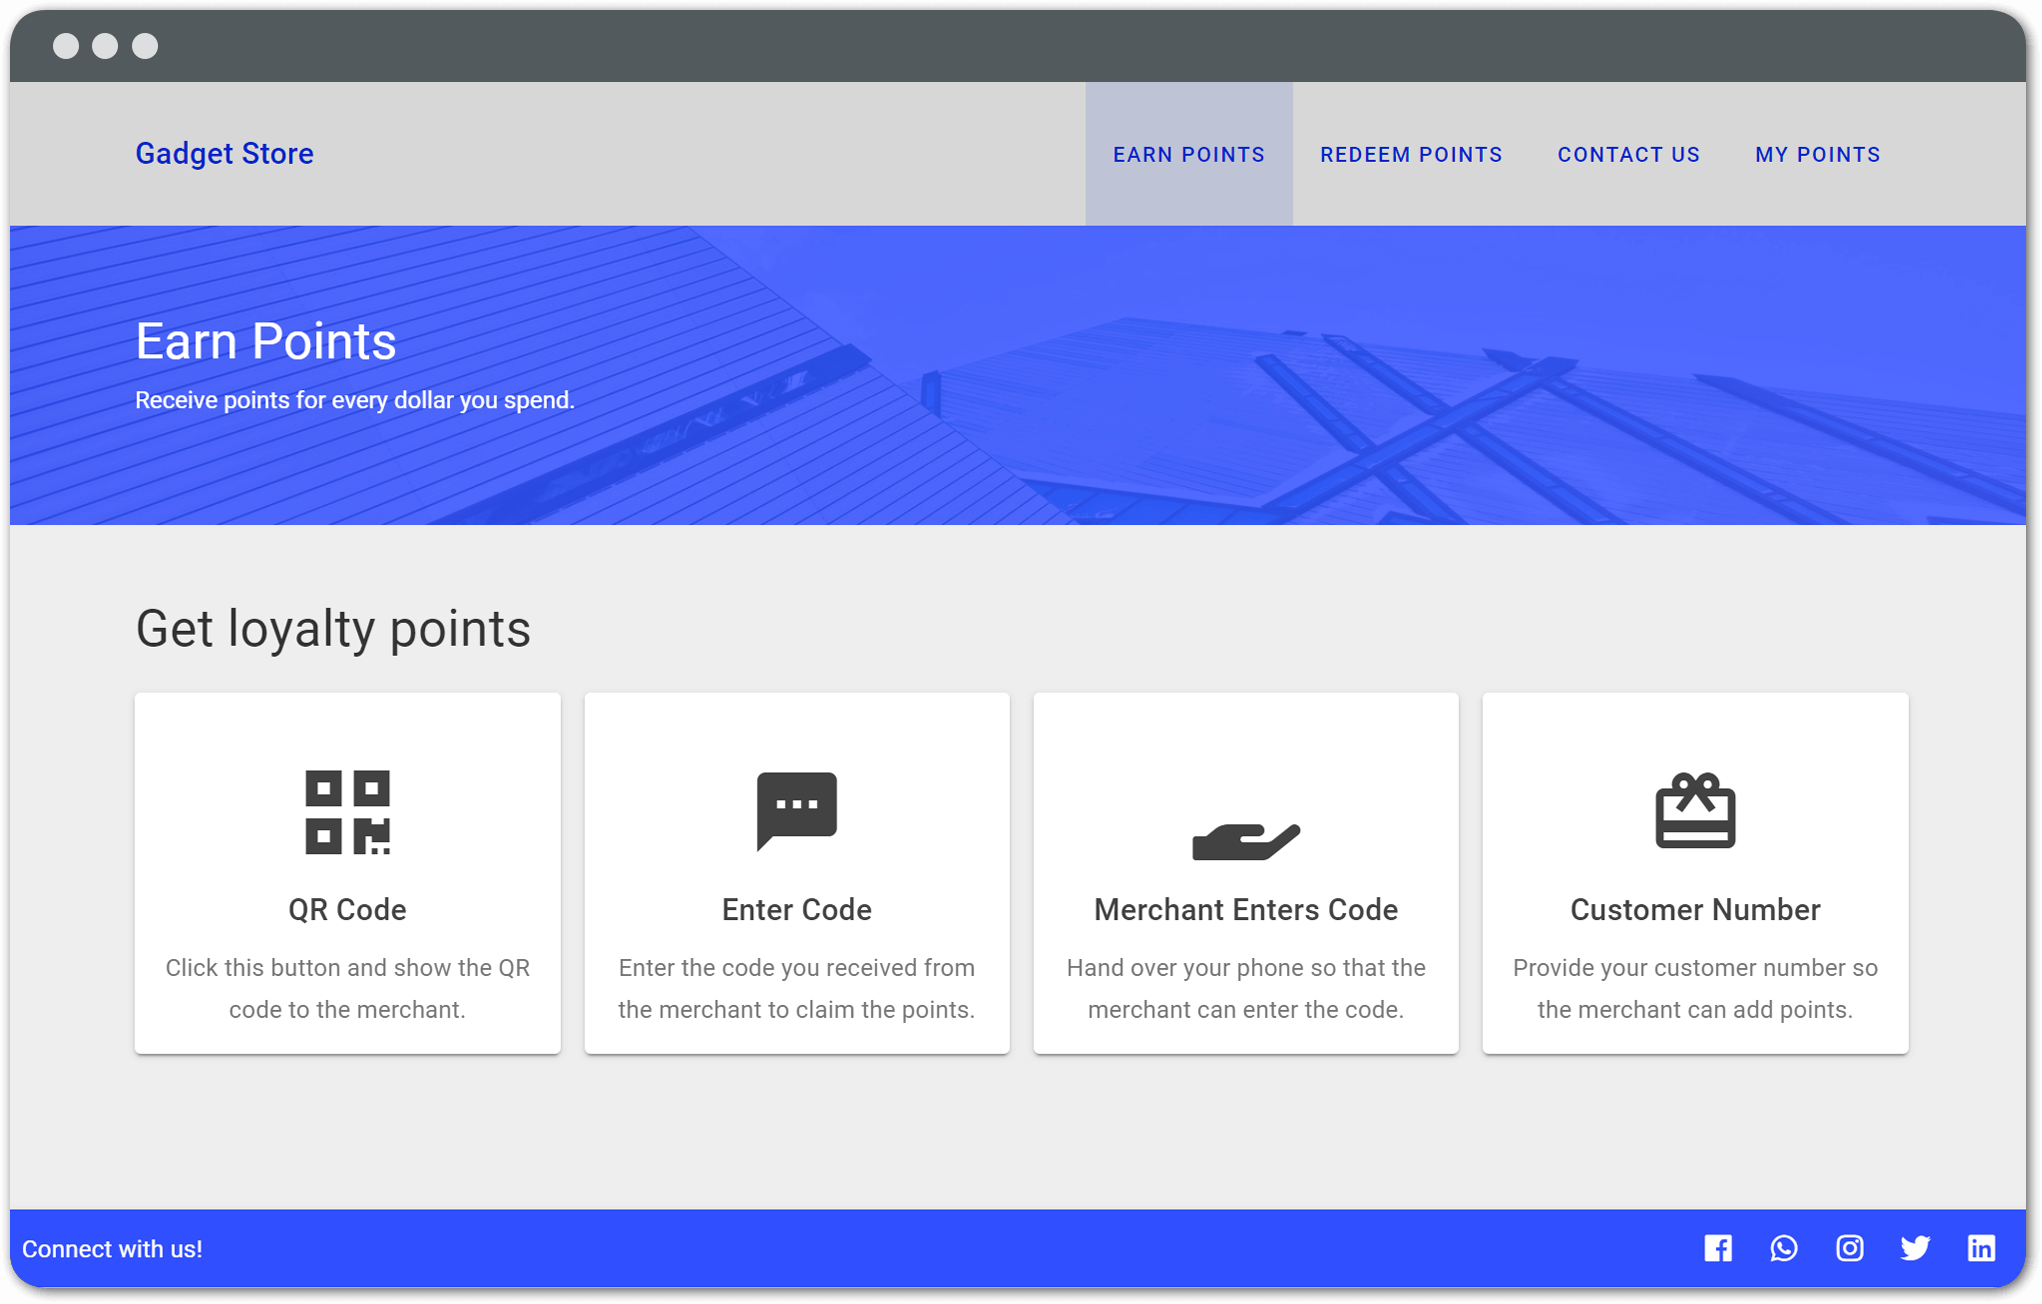 Gadget Store
EARN POINTS
REDEEM POINTS
CONTACT US
MY POINTS
Earn Points
Receive points for every dollar you spend.
Get loyalty points
QR Code
Click this button and show the QR
code to the merchant.
Enter Code
Enter the code you received from
the merchant to claim the points.
Merchant Enters Code
Hand over your phone so that the
merchant can enter the code.
Customer Number
Provide your customer number so
the merchant can add points.
Connect with us!